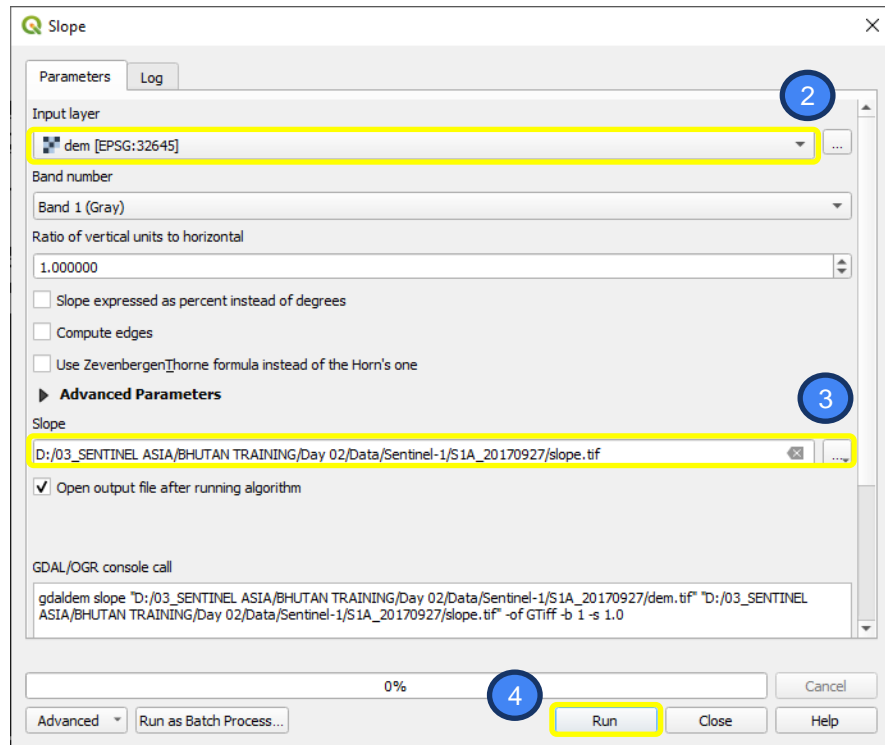 Slope
Parameters
Log
2
Input layer
dem [EPSG:32645]
...
Band number
Band 1 (Gray)
Ratio of vertical units to horizontal
1.000000
Slope expressed as percent instead of degrees
Compute edges
Use ZevenbergenThorne formula instead of the Horn's one
Advanced Parameters
3
Slope
D:/03_SENTINEL ASIA/BHUTAN TRAINING/Day 02/Data/Sentinel-1/S1A_20170927/slope.tif
...
Open output file after running algorithm
GDAL/OGR console call
gdaldem slope "D:/03_SENTINEL ASIA/BHUTAN TRAINING/Day 02/Data/Sentinel-1/S1A_20170927/dem.tif" "D:/03_SENTINEL
ASIA/BHUTAN TRAINING/Day 02/Data/Sentinel-1/S1A_20170927/slope.tif" -of GTiff -b 1 -s 1.0
0%
4
Cancel
Advanced
Run as Batch Process...
Run
Close
Help